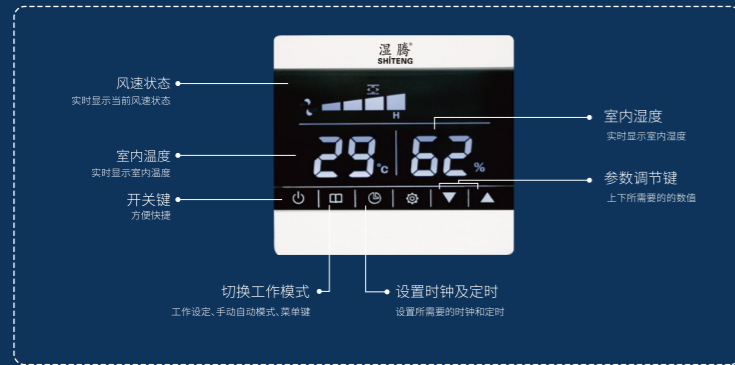 湿腾®
SHITENG
风速状态
实时显示当前风速状态
H
室内湿度
实时显示室内湿度
室内温度
实时显示室内温度
29℃
62%
参数调节键
上下所需要的的数值
开关键
方便快捷
切换工作模式
工作设定、手动自动模式、菜单键
设置时钟及定时
设置所需要的时钟和定时